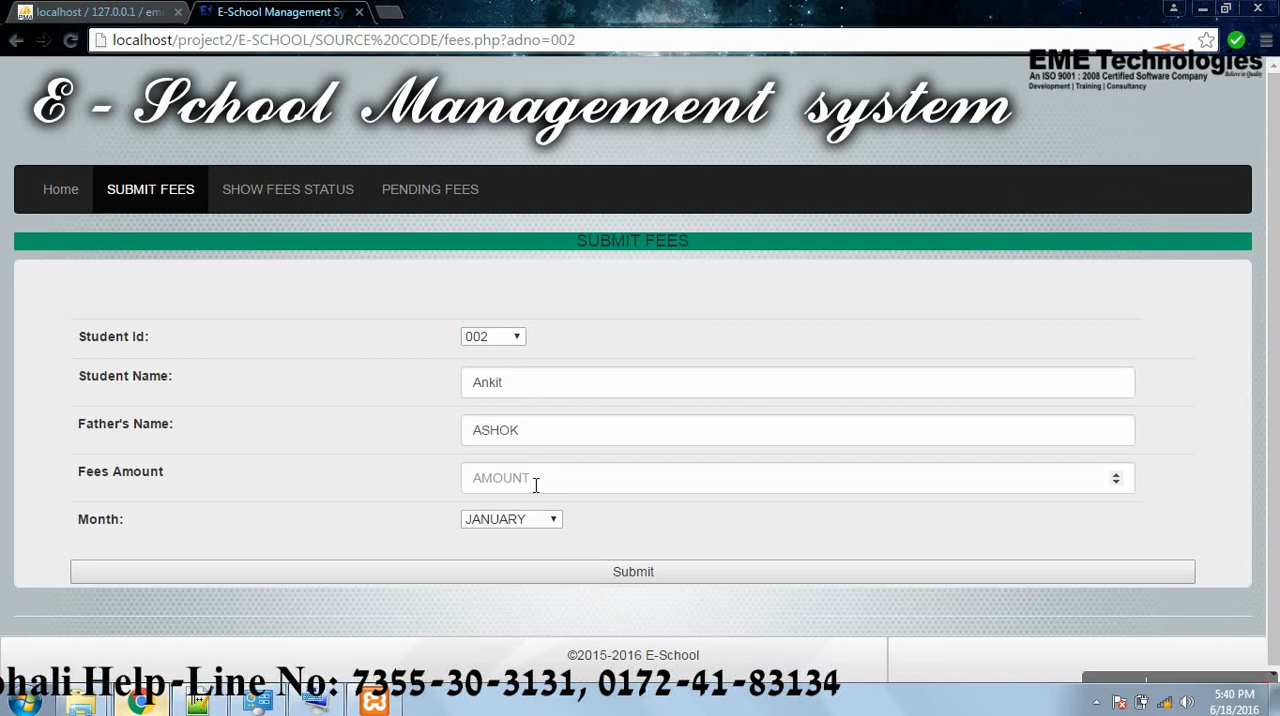 localhost / 127.0.0.1 / em
E-School Management Sy
localhost/project2/E-SCHOOL/SOURCE%20CODE/fees.php?adno=002
EME Technologies
An ISO 9001 : 2008 Certified Software Company
Believe in Quality
Development | Training | Consultancy
E - School Management system
Home
SUBMIT FEES
SHOW FEES STATUS
PENDING FEES
SUBMIT FEES
Student id:
002
Student Name:
Ankit
Father's Name:
ASHOK
Fees Amount
AMOUNT
Month:
JANUARY
Submit
©2015-2016 E-School
ohali Help-Line No: 7355-30-3131, 0172-41-83134
5:40 PM
6/18/2016